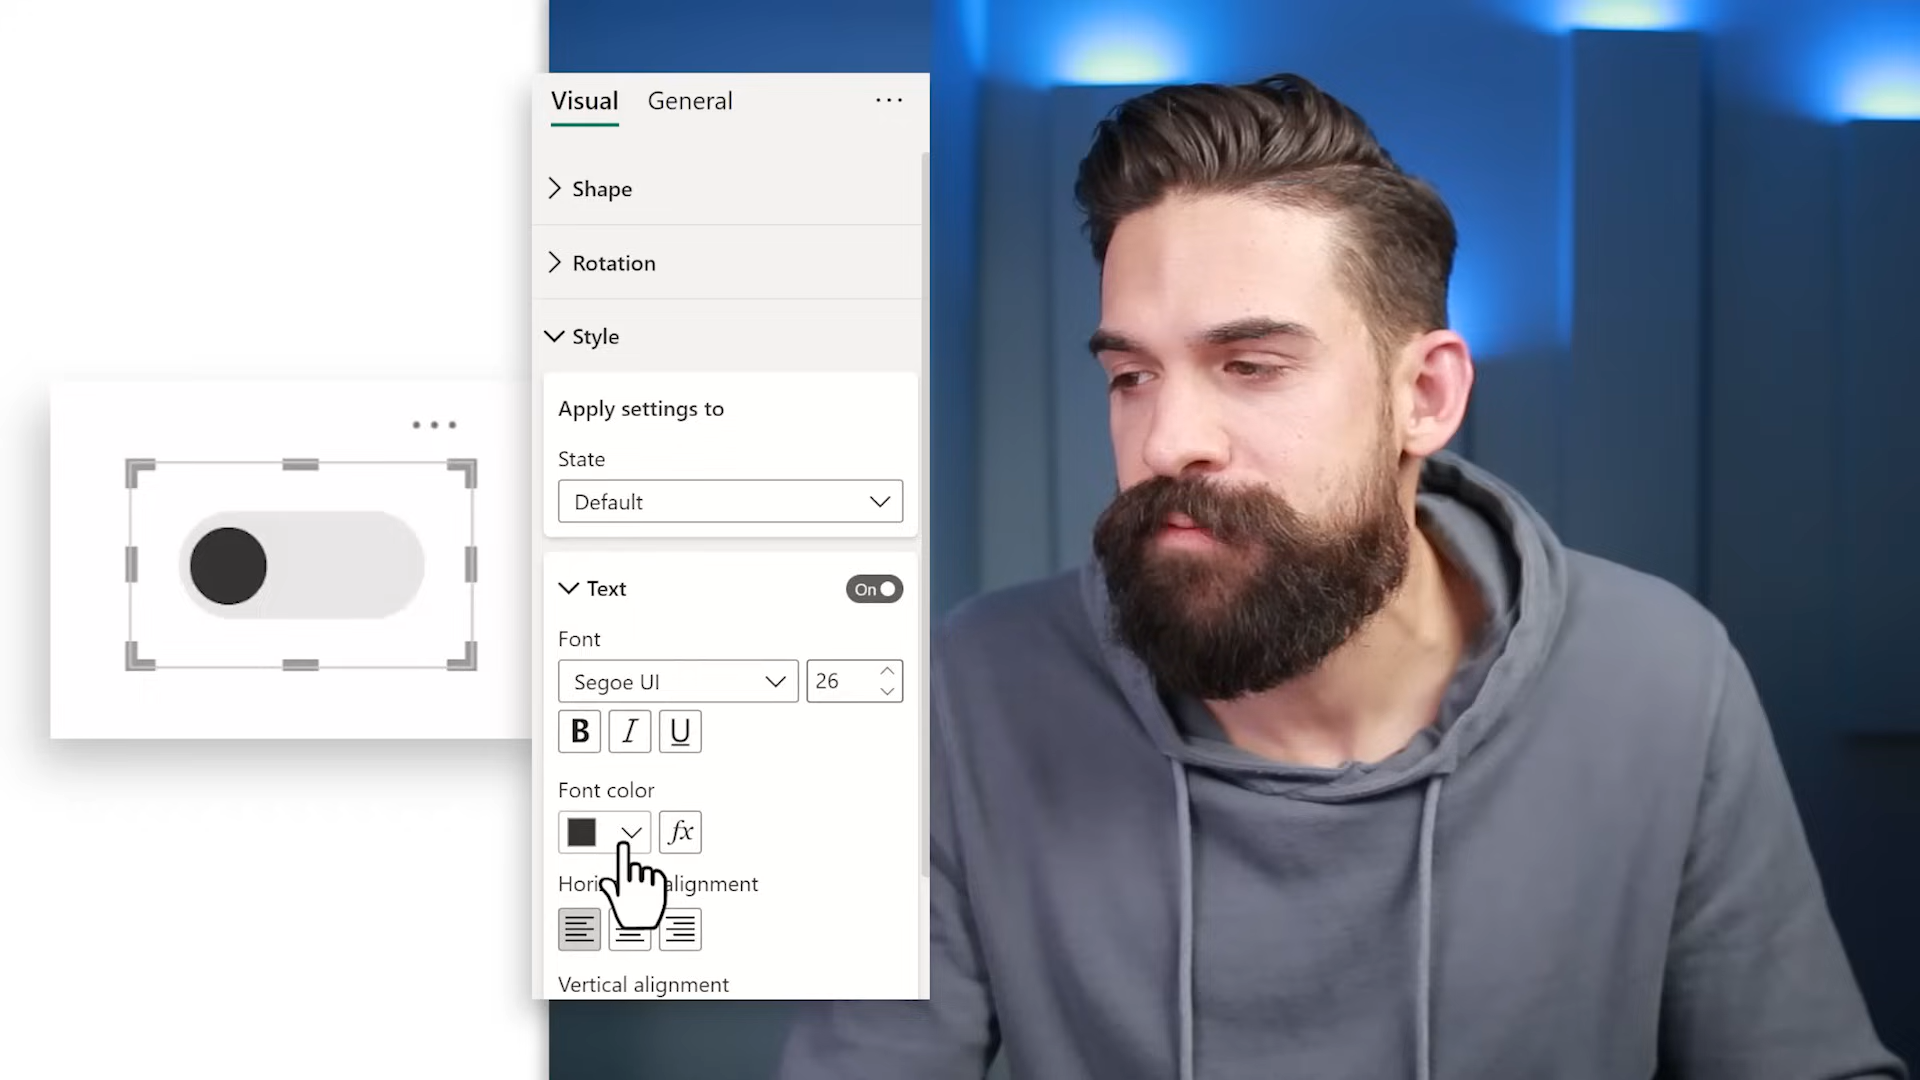 Visual General
Shape
Rotation
Style
Apply settings to
State
Default
Text On
Font
Segoe UI 26
B I U
Font color
fx
Hori alignment
Vertical alignment